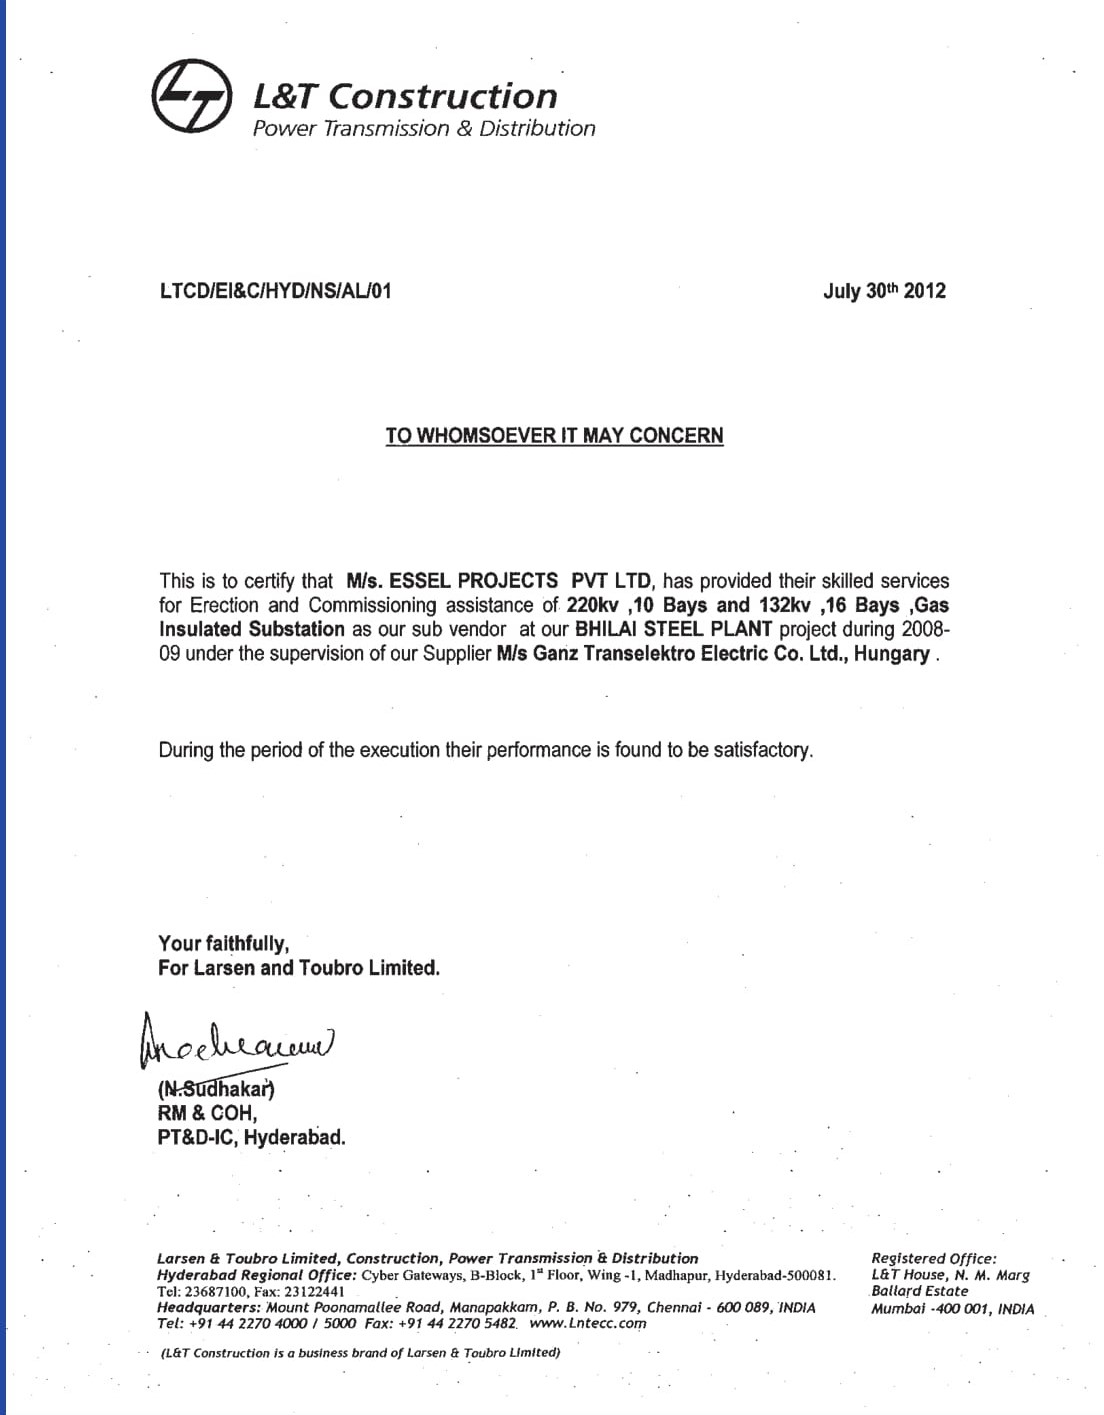 L&T Construction
Power Transmission & Distribution
LTCD/EI&C/HYD/NS/AL/01 July 30th 2012
TO WHOMSOEVER IT MAY CONCERN
This is to certify that M/s. ESSEL PROJECTS PVT LTD, has provided their skilled services
for Erection and Commissioning assistance of 220kv ,10 Bays and 132kv ,16 Bays ,Gas
Insulated Substation as our sub vendor at our BHILAI STEEL PLANT project during 2008-
09 under the supervision of our Supplier M/s Ganz Transelektro Electric Co. Ltd., Hungary .
During the period of the execution their performance is found to be satisfactory.
Your faithfully,
For Larsen and Toubro Limited.
(N.Sudhakar)
RM & COH,
PT&D-IC, Hyderabad.
Larsen & Toubro Limited, Construction, Power Transmission & Distribution
Hyderabad Regional Office: Cyber Gateways, B-Block, 1st Floor, Wing -1, Madhapur, Hyderabad-500081.
Tel: 23687100, Fax: 23122441
Headquarters: Mount Poonamallee Road, Manapakkam, P. B. No. 979, Chennai - 600 089, INDIA
Tel: +91 44 2270 4000 / 5000 Fax: +91 44 2270 5482 www.Lntecc.com
(L&T Construction is a business brand of Larsen & Toubro Limited)
Registered Office:
L&T House, N. M. Marg
Ballard Estate
Mumbai -400 001, INDIA